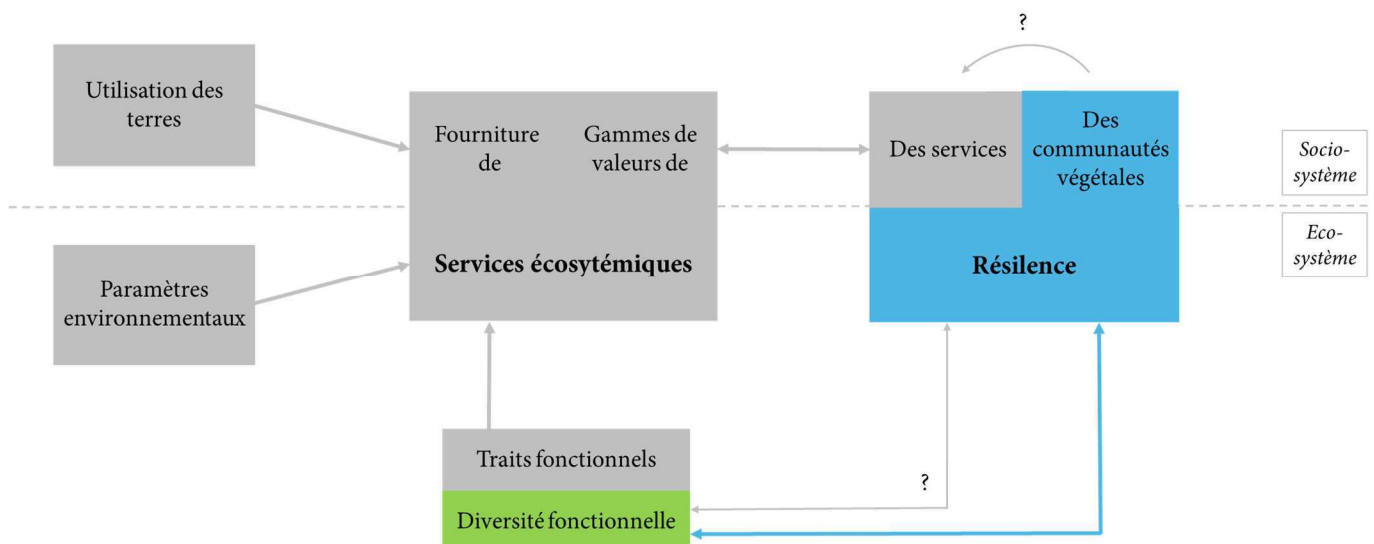 ?
Utilisation des
terres
Fourniture
de
Gammes de
valeurs de
Des services
Des
communautés
végétales
Socio-
système
Paramètres
environnementaux
Services écosytémiques
Résilence
Eco-
système
Traits fonctionnels
?
Diversité fonctionnelle